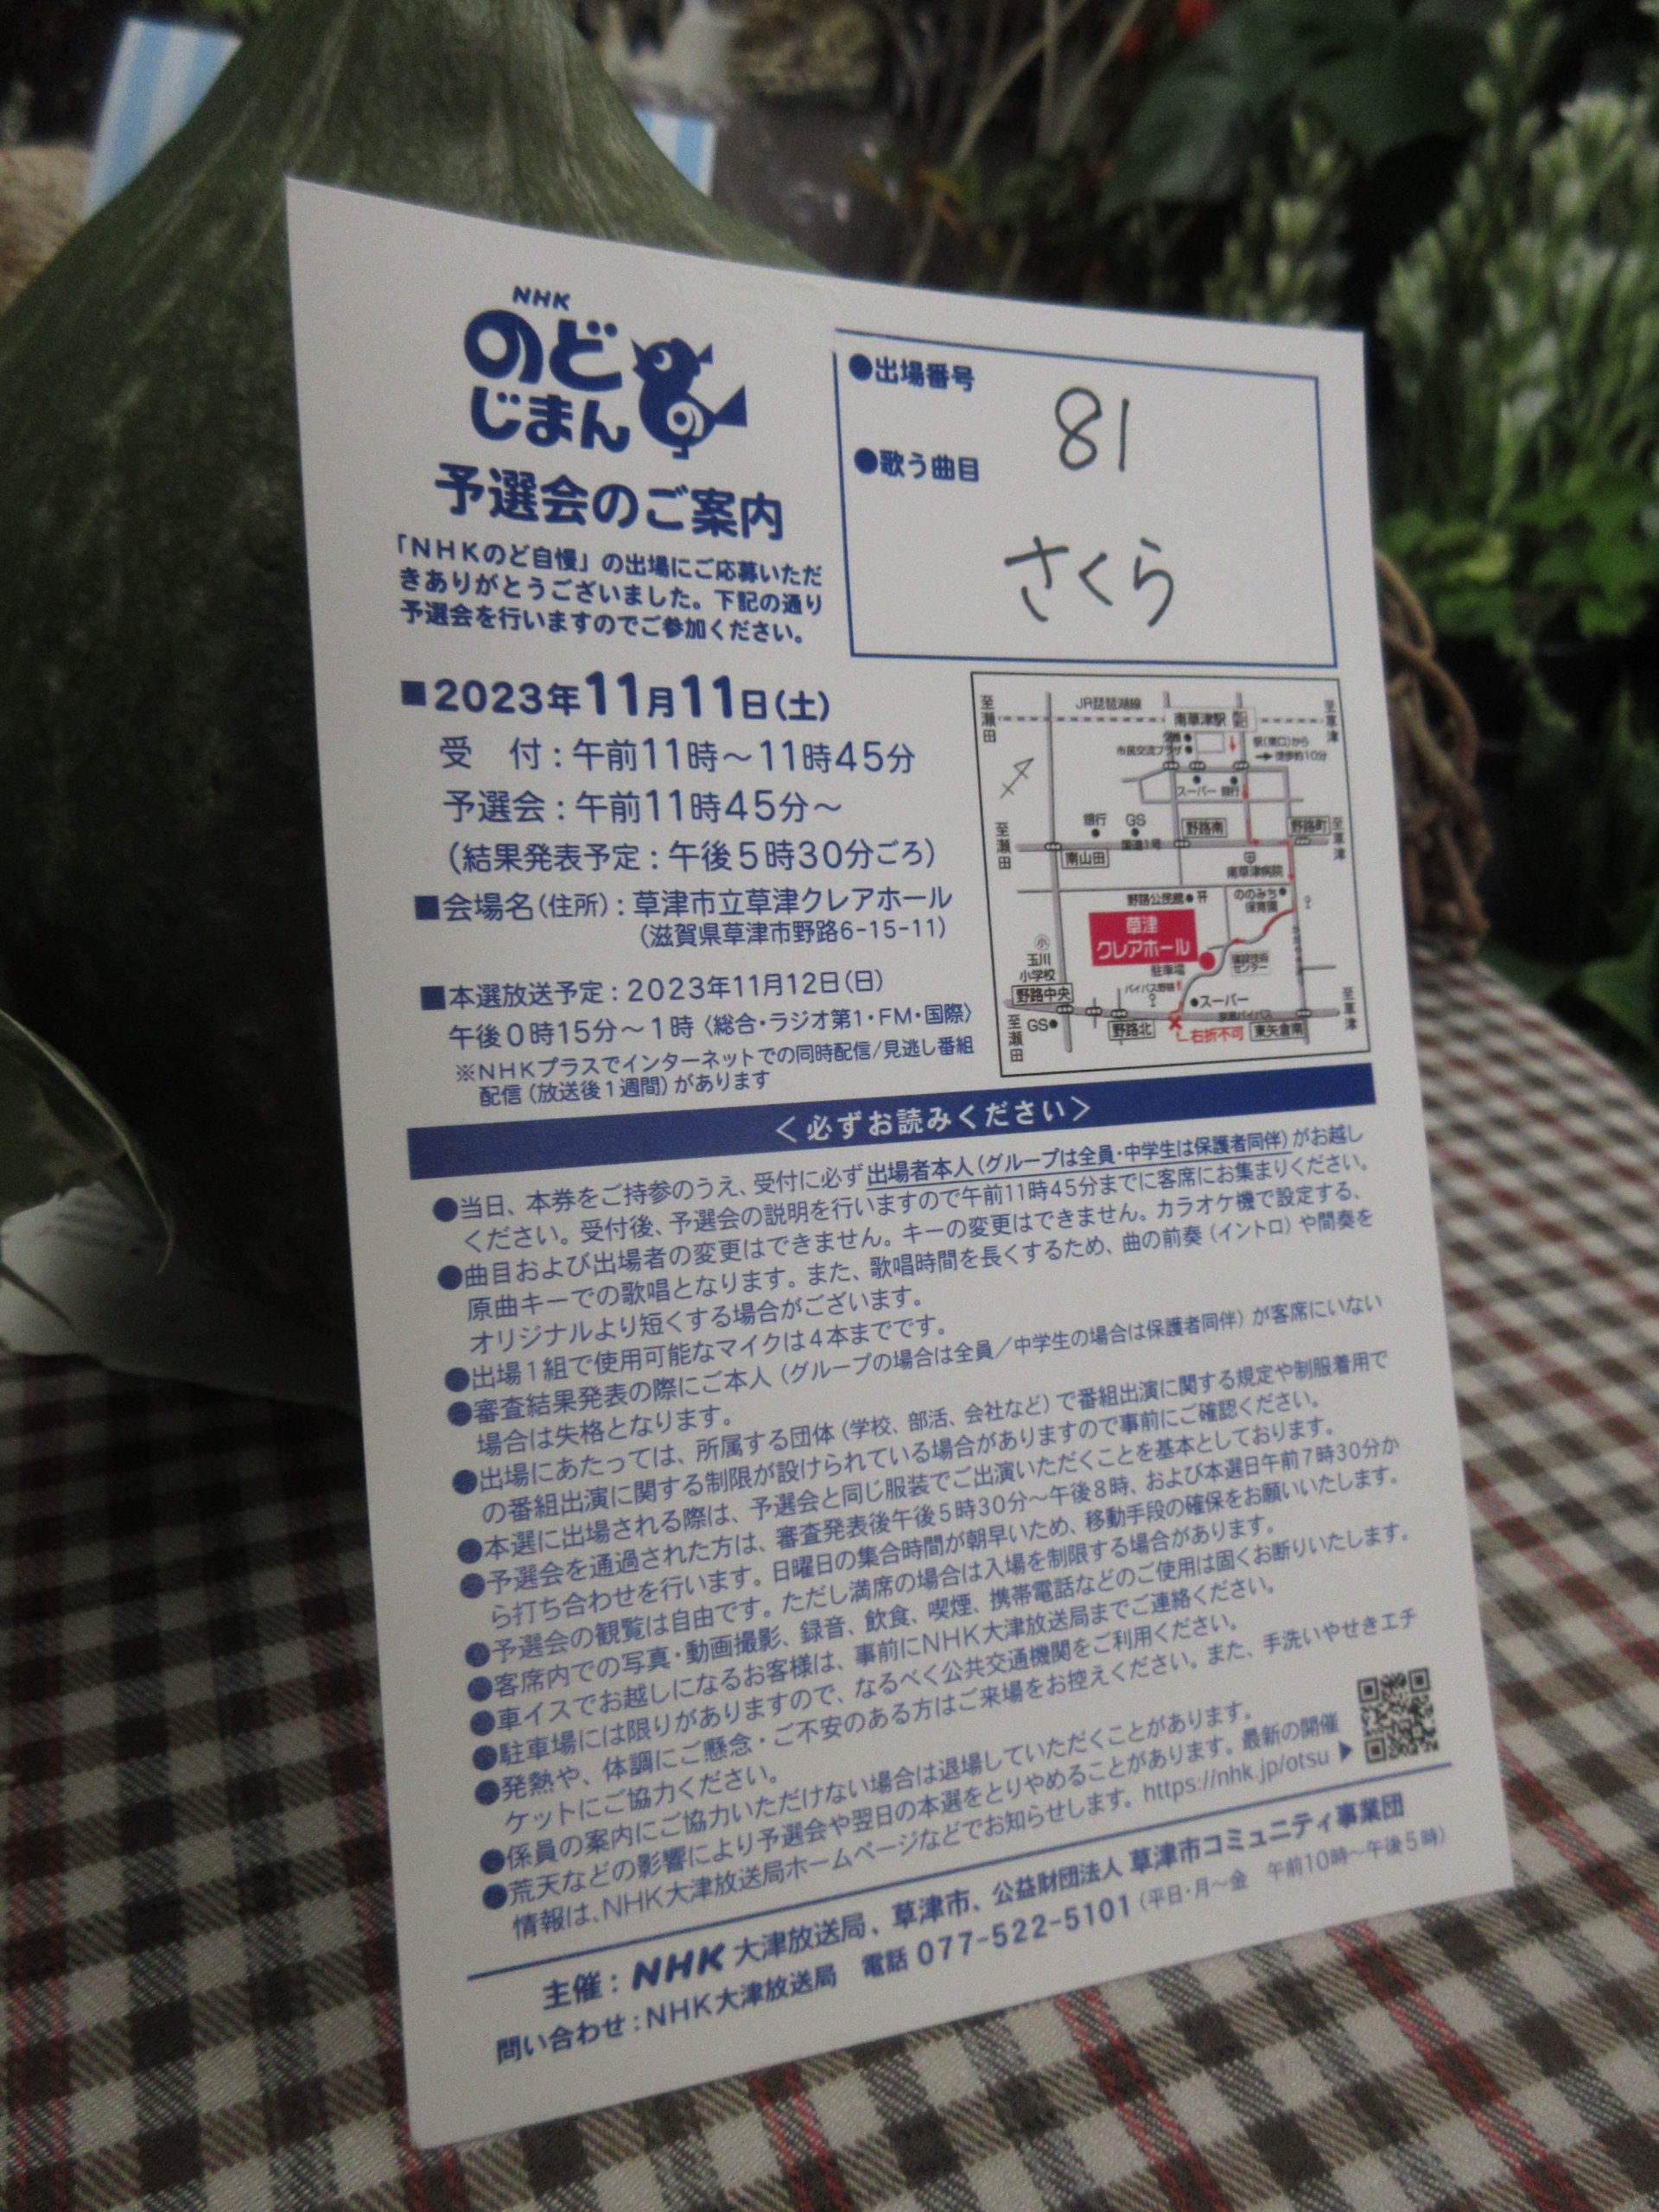 NHK
のど
じまん
予選会のご案内
「NHKのど自慢」の出場にご応募いただ
きありがとうございました。下記の通り
予選会を行いますのでご参加ください。
●出場番号
81
●歌う曲目
さくら
■2023年11月11日(土)
受　付:午前11時～11時45分
予選会:午前11時45分～
(結果発表予定:午後5時30分ごろ)
■会場名(住所):草津市立草津クレアホール
(滋賀県草津市野路6-15-11)
■本選放送予定:2023年11月12日(日)
午後0時15分～1時〈総合・ラジオ第1・FM・国際〉
※NHKプラスでインターネットでの同時配信/見逃し番組
配信(放送後1週間)があります
至瀬田
JR琵琶湖線
南草津駅
至草津
市民交流プラザ
駅(東口)から
徒歩約10分
スーパー
銀行
至瀬田
銀行
GS
国道1号
野路南
野路町
至草津
南山田
南草津病院
野路公民館
ののみち
保育園
草津
クレアホール
駐車場
小
玉川
小学校
野路中央
スーパー
至草津
至瀬田
GS
野路北
右折不可
東矢倉南
＜必ずお読みください＞
●当日、本券をご持参のうえ、受付に必ず出場者本人(グループは全員・中学生は保護者同伴)がお越し
ください。受付後、予選会の説明を行いますので午前11時45分までに客席にお集まりください。
●曲目および出場者の変更はできません。キーの変更はできません。カラオケ機で設定する、
原曲キーでの歌唱となります。また、歌唱時間を長くするため、曲の前奏(イントロ)や間奏を
オリジナルより短くする場合がございます。
●出場1組で使用可能なマイクは4本までです。
●審査結果発表の際にご本人(グループの場合は全員/中学生の場合は保護者同伴)が客席にいない
場合は失格となります。
●出場にあたっては、所属する団体(学校、部活、会社など)で番組出演に関する規定や制服着用で
の番組出演に関する制限が設けられている場合がありますので事前にご確認ください。
●本選に出場される際は、予選会と同じ服装でご出演いただくことを基本としております。
●予選会を通過された方は、審査発表後午後5時30分～午後8時、および本選日午前7時30分か
ら打ち合わせを行います。日曜日の集合時間が朝早いため、移動手段の確保をお願いいたします。
●予選会の観覧は自由です。ただし満席の場合は入場を制限する場合があります。
●客席内での写真・動画撮影、録音、飲食、喫煙、携帯電話などのご使用は固くお断りいたします。
●車イスでお越しになるお客様は、事前にNHK大津放送局までご連絡ください。
●駐車場には限りがありますので、なるべく公共交通機関をご利用ください。
●発熱や、体調にご懸念・ご不安のある方はご来場をお控えください。また、手洗いやせきエチ
ケットにご協力ください。
●係員の案内にご協力いただけない場合は退場していただくことがあります。
●荒天などの影響により予選会や翌日の本選をとりやめることがあります。最新の開催
情報は、NHK大津放送局ホームページなどでお知らせします。https://nhk.jp/otsu ▶
主催:NHK大津放送局、草津市、公益財団法人 草津市コミュニティ事業団
問い合わせ:NHK大津放送局　電話 077-522-5101(平日・月～金　午前10時～午後5時)